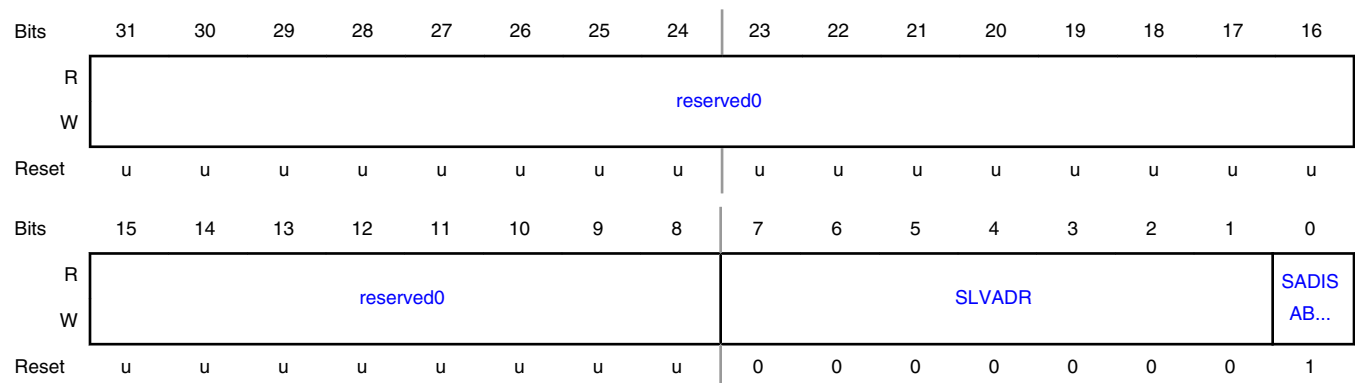 Bits 31 30 29 28 27 26 25 24 23 22 21 20 19 18 17 16
R
reserved0
W
Reset u u u u u u u u u u u u u u u u
Bits 15 14 13 12 11 10 9 8 7 6 5 4 3 2 1 0
R
reserved0 SLVADR SADIS
AB...
W
Reset u u u u u u u u 0 0 0 0 0 0 0 1